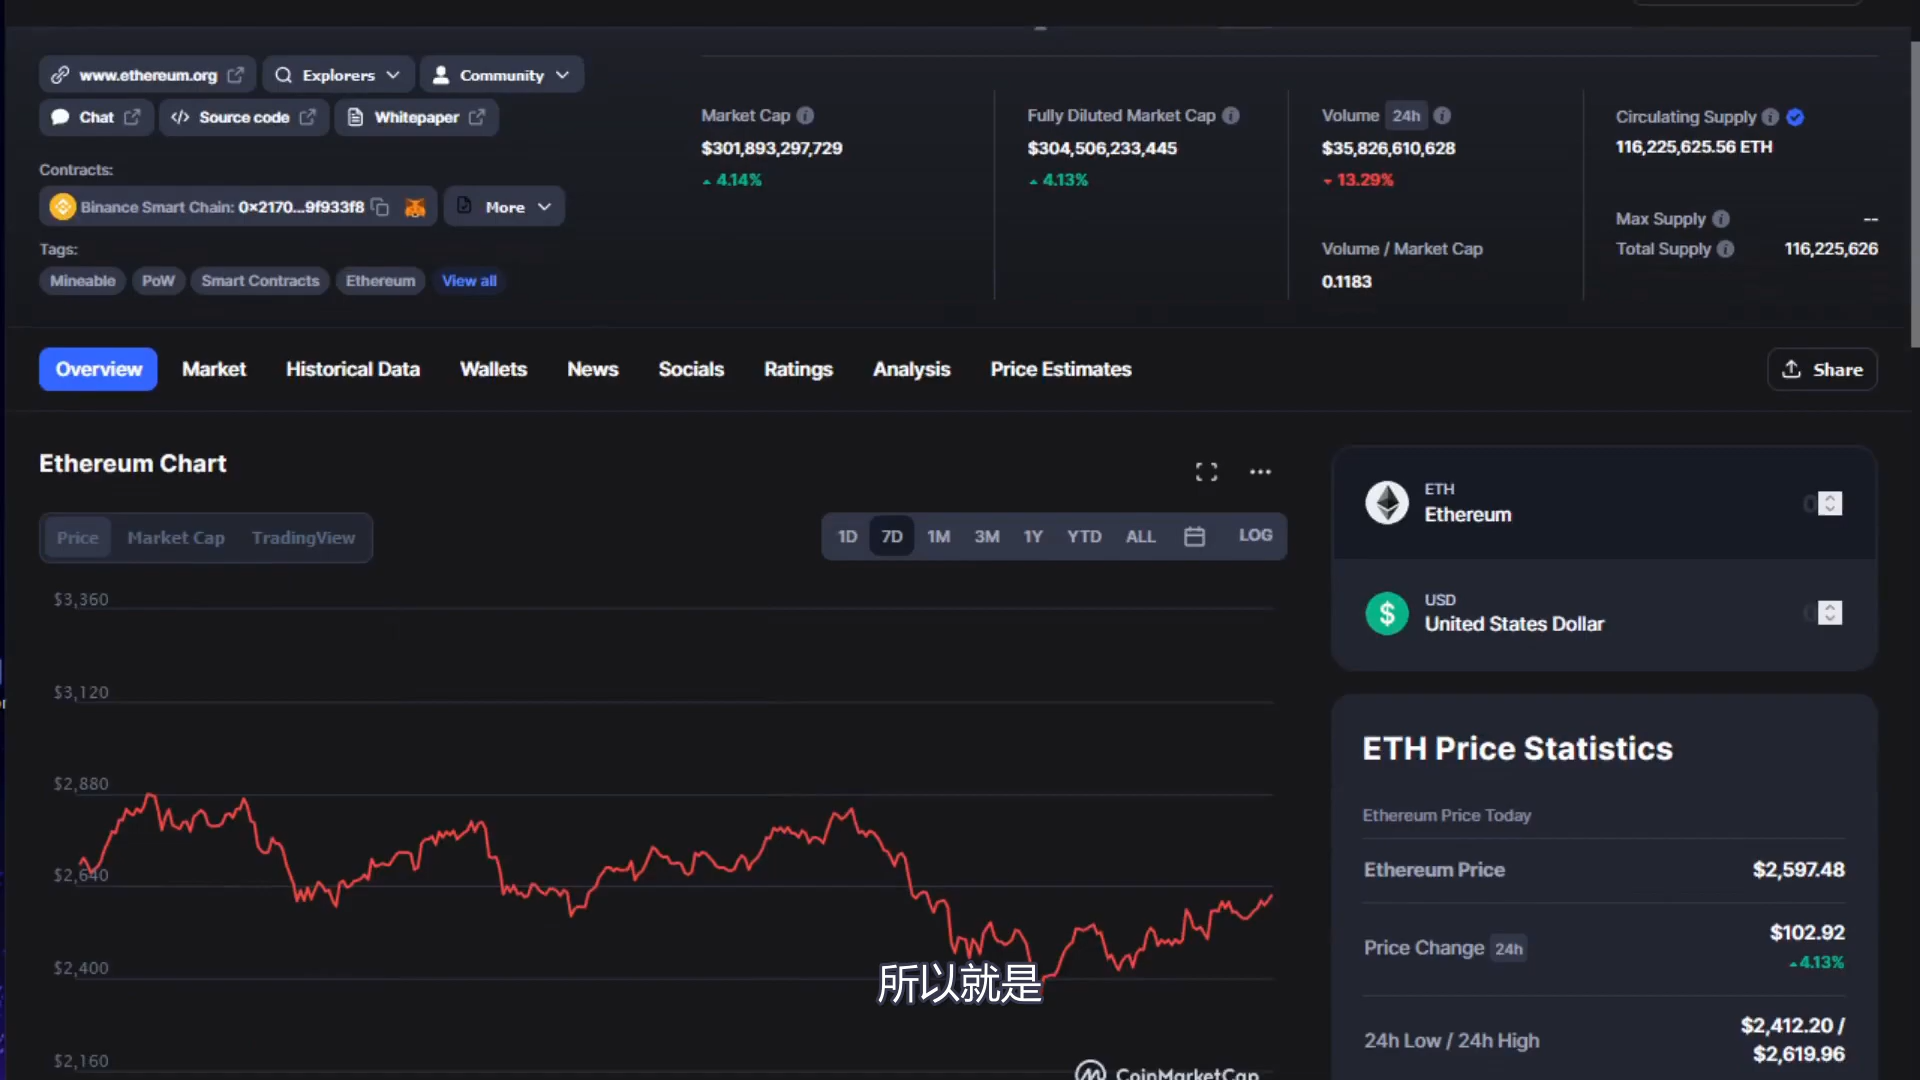 www.ethereum.org
Explorers
Community
Chat
Source code
Whitepaper
Contracts:
Binance Smart Chain: 0x2170...9f933f8
More
Tags:
Mineable
PoW
Smart Contracts
Ethereum
View all
Market Cap
$301,893,297,729
4.14%
Fully Diluted Market Cap
$304,506,233,445
4.13%
Volume 24h
$35,826,610,628
13.29%
Volume / Market Cap
0.1183
Circulating Supply
116,225,625.56 ETH
Max Supply --
Total Supply 116,225,626
Overview
Market
Historical Data
Wallets
News
Socials
Ratings
Analysis
Price Estimates
Share
Ethereum Chart
Price
Market Cap
TradingView
1D
7D
1M
3M
1Y
YTD
ALL
LOG
$3,360
$3,120
$2,880
$2,640
$2,400
$2,160
CoinMarketCap
所以就是
ETH
Ethereum
USD
United States Dollar
ETH Price Statistics
Ethereum Price Today
Ethereum Price $2,597.48
Price Change 24h
$102.92
4.13%
24h Low / 24h High
$2,412.20 /
$2,619.96